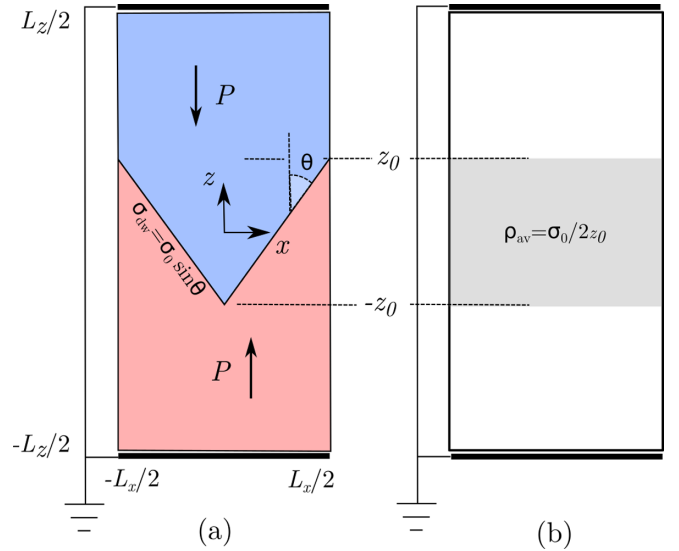 L_z/2
P
θ
z_0
z
x
σ_dw=σ_0 sinθ
ρ_av=σ_0/2z_0
-z_0
P
-L_z/2
-L_x/2
L_x/2
(a)
(b)